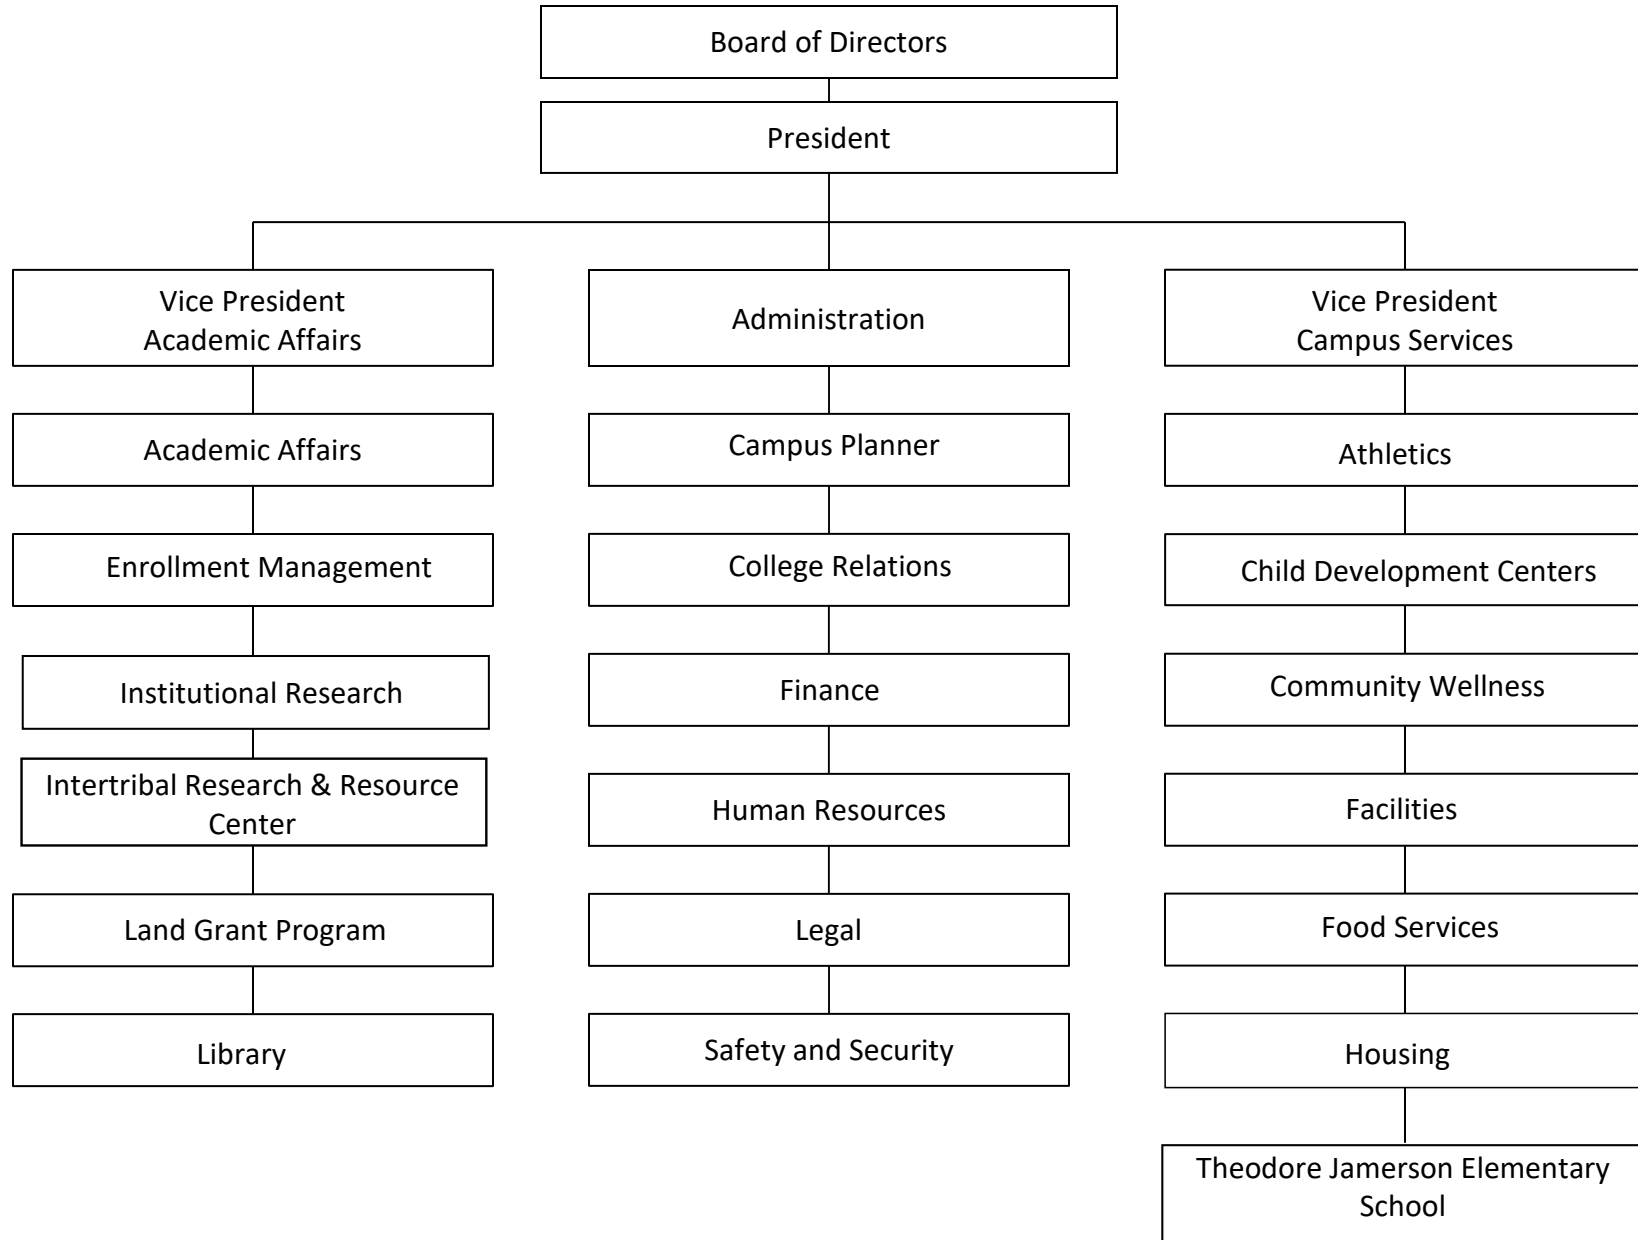 Board of Directors
President
Vice President
Academic Affairs
Administration
Vice President
Campus Services
Academic Affairs
Campus Planner
Athletics
Enrollment Management
College Relations
Child Development Centers
Institutional Research
Finance
Community Wellness
Intertribal Research & Resource
Center
Human Resources
Facilities
Land Grant Program
Legal
Food Services
Library
Safety and Security
Housing
Theodore Jamerson Elementary
School